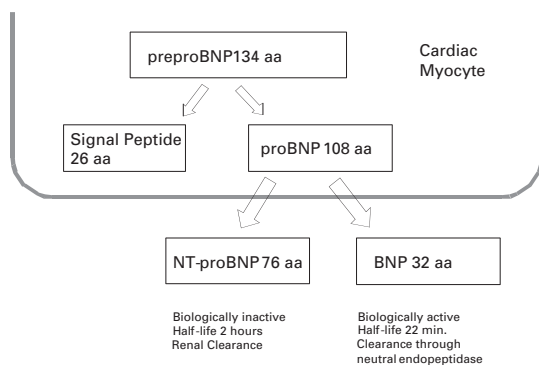 preproBNP134 aa
Cardiac
Myocyte
Signal Peptide
26 aa
proBNP 108 aa
NT-proBNP 76 aa
BNP 32 aa
Biologically inactive
Half-life 2 hours
Renal Clearance
Biologically active
Half-life 22 min.
Clearance through
neutral endopeptidase